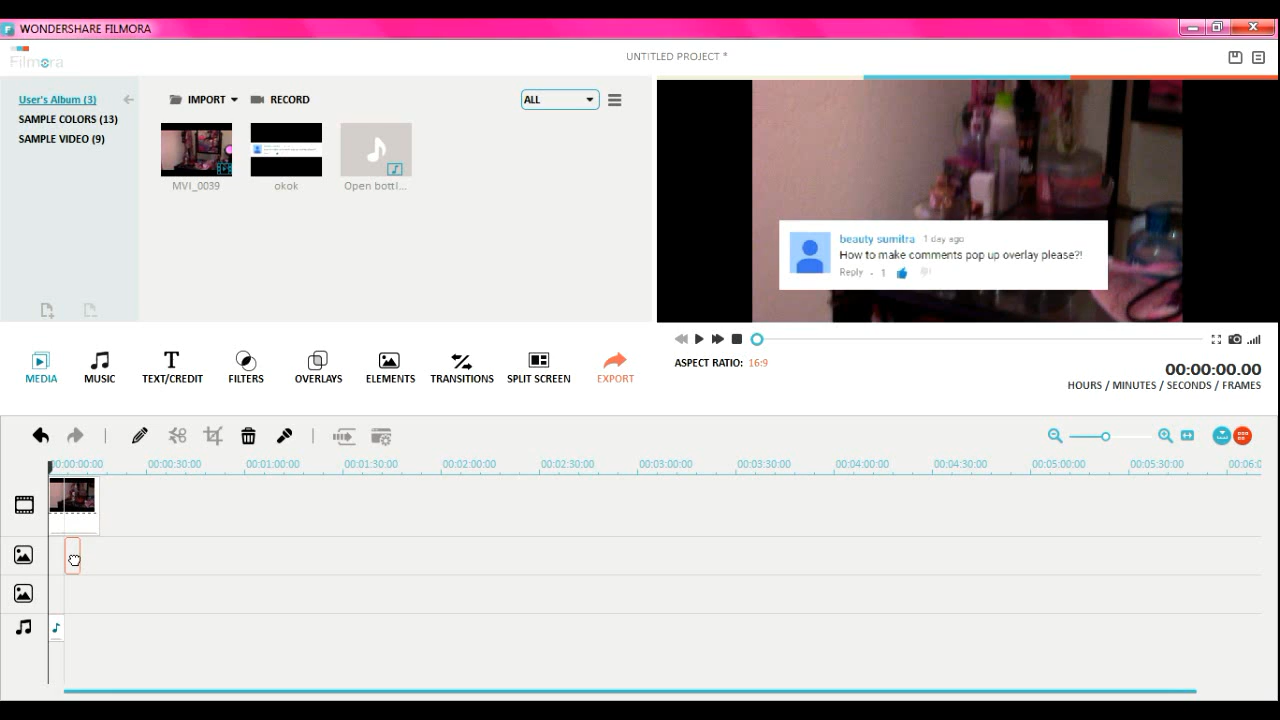 WONDERSHARE FILMORA
Filmora
UNTITLED PROJECT *
User's Album (3)
SAMPLE COLORS (13)
SAMPLE VIDEO (9)
IMPORT
RECORD
ALL
MVI_0039
okok
Open bottl...
beauty sumitra 1 day ago
How to make comments pop up overlay please?!
Reply - 1
MEDIA
MUSIC
TEXT/CREDIT
FILTERS
OVERLAYS
ELEMENTS
TRANSITIONS
SPLIT SCREEN
EXPORT
ASPECT RATIO: 16:9
00:00:00.00
HOURS / MINUTES / SECONDS / FRAMES
00:00:00:00 00:00:30:00 00:01:00:00 00:01:30:00 00:02:00:00 00:02:30:00 00:03:00:00 00:03:30:00 00:04:00:00 00:04:30:00 00:05:00:00 00:05:30:00 00:06:0